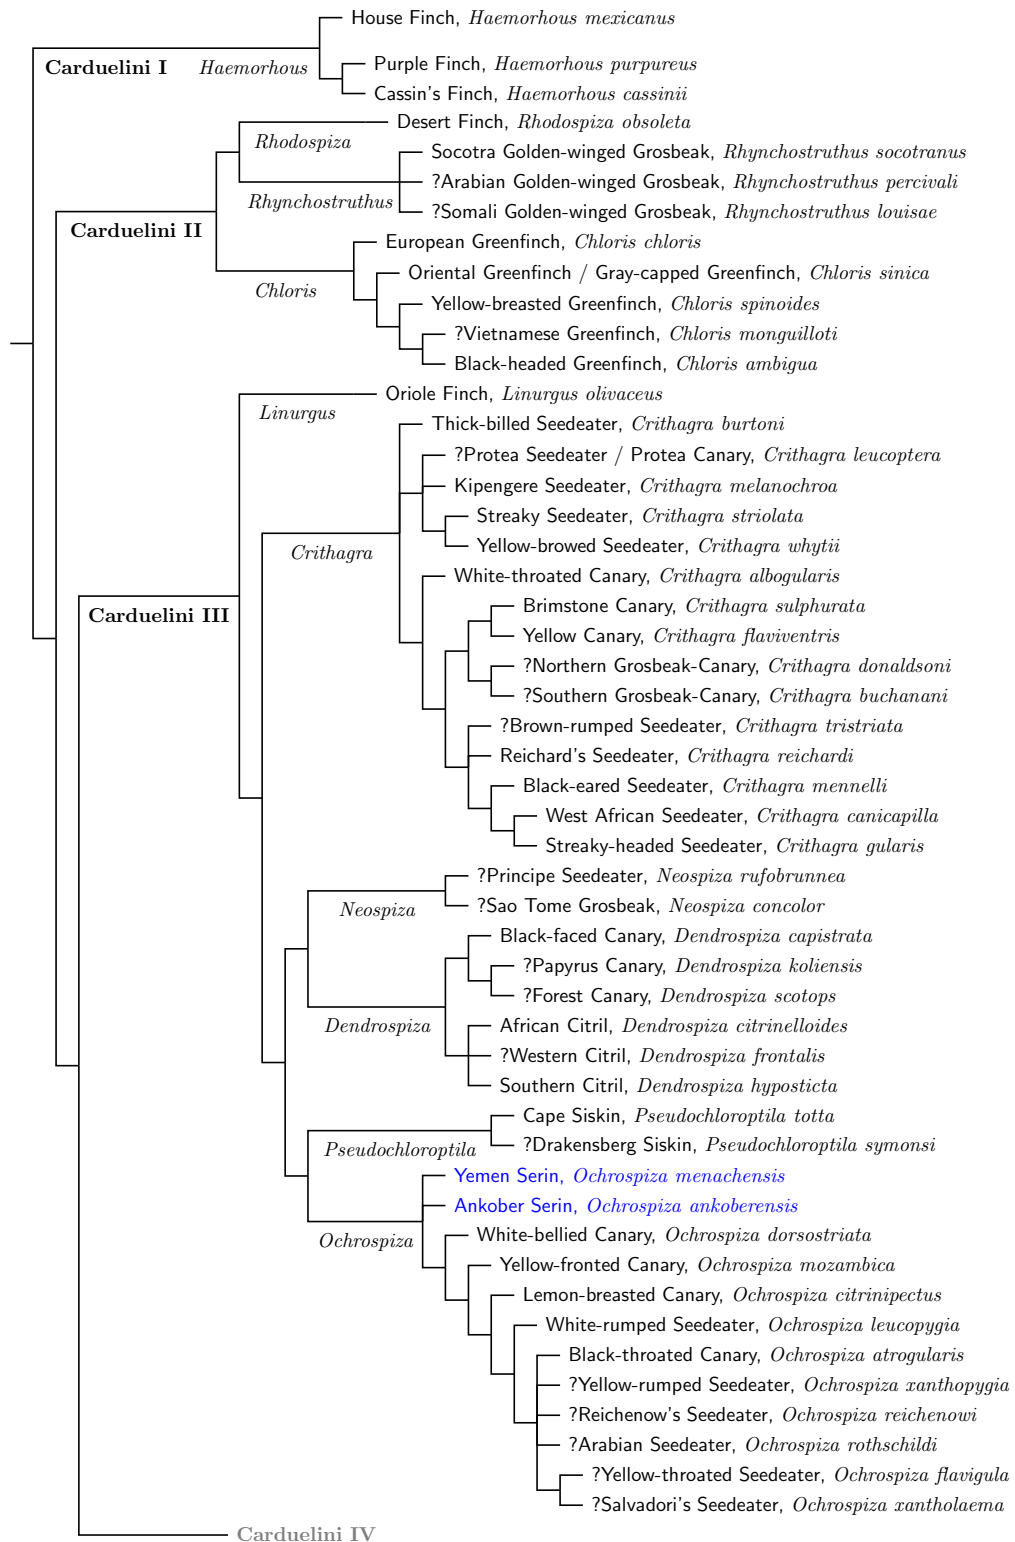 House Finch, Haemorhous mexicanus
Carduelini I
Haemorhous
Purple Finch, Haemorhous purpureus
Cassin's Finch, Haemorhous cassinii
Desert Finch, Rhodospiza obsoleta
Rhodospiza
Socotra Golden-winged Grosbeak, Rhynchostruthus socotranus
?Arabian Golden-winged Grosbeak, Rhynchostruthus percivali
Rhynchostruthus
?Somali Golden-winged Grosbeak, Rhynchostruthus louisae
Carduelini II
European Greenfinch, Chloris chloris
Oriental Greenfinch / Gray-capped Greenfinch, Chloris sinica
Chloris
Yellow-breasted Greenfinch, Chloris spinoides
?Vietnamese Greenfinch, Chloris monguilloti
Black-headed Greenfinch, Chloris ambigua
Oriole Finch, Linurgus olivaceus
Linurgus
Thick-billed Seedeater, Crithagra burtoni
?Protea Seedeater / Protea Canary, Crithagra leucoptera
Kipengere Seedeater, Crithagra melanochroa
Streaky Seedeater, Crithagra striolata
Yellow-browed Seedeater, Crithagra whytii
Crithagra
White-throated Canary, Crithagra albogularis
Brimstone Canary, Crithagra sulphurata
Carduelini III
Yellow Canary, Crithagra flaviventris
?Northern Grosbeak-Canary, Crithagra donaldsoni
?Southern Grosbeak-Canary, Crithagra buchanani
?Brown-rumped Seedeater, Crithagra tristriata
Reichard's Seedeater, Crithagra reichardi
Black-eared Seedeater, Crithagra mennelli
West African Seedeater, Crithagra canicapilla
Streaky-headed Seedeater, Crithagra gularis
?Principe Seedeater, Neospiza rufobrunnea
Neospiza
?Sao Tome Grosbeak, Neospiza concolor
Black-faced Canary, Dendrospiza capistrata
?Papyrus Canary, Dendrospiza koliensis
?Forest Canary, Dendrospiza scotops
Dendrospiza
African Citril, Dendrospiza citrinelloides
?Western Citril, Dendrospiza frontalis
Southern Citril, Dendrospiza hyposticta
Cape Siskin, Pseudochloroptila totta
Pseudochloroptila
?Drakensberg Siskin, Pseudochloroptila symonsi
Yemen Serin, Ochrospiza menachensis
Ankober Serin, Ochrospiza ankoberensis
Ochrospiza
White-bellied Canary, Ochrospiza dorsostriata
Yellow-fronted Canary, Ochrospiza mozambica
Lemon-breasted Canary, Ochrospiza citrinipectus
White-rumped Seedeater, Ochrospiza leucopygia
Black-throated Canary, Ochrospiza atrogularis
?Yellow-rumped Seedeater, Ochrospiza xanthopygia
?Reichenow's Seedeater, Ochrospiza reichenowi
?Arabian Seedeater, Ochrospiza rothschildi
?Yellow-throated Seedeater, Ochrospiza flavigula
?Salvadori's Seedeater, Ochrospiza xantholaema
Carduelini IV